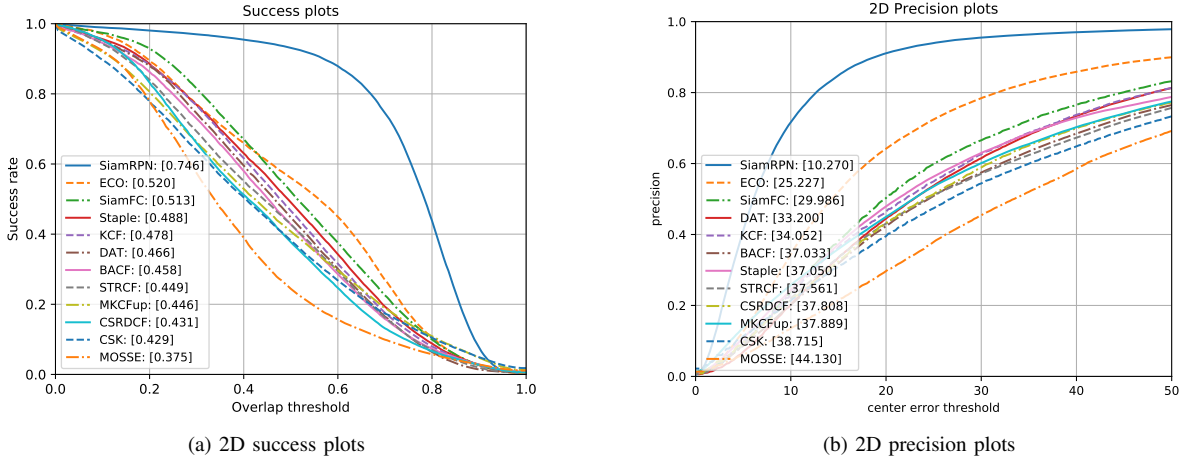 Success plots
1.0
0.8
0.6
0.4
0.2
0.0
Success rate
SiamRPN: [0.746]
ECO: [0.520]
SiamFC: [0.513]
Staple: [0.488]
KCF: [0.478]
DAT: [0.466]
BACF: [0.458]
STRCF: [0.449]
MKCFup: [0.446]
CSRDCF: [0.431]
CSK: [0.429]
MOSSE: [0.375]
0.0 0.2 0.4 0.6 0.8 1.0
Overlap threshold
(a) 2D success plots
2D Precision plots
1.0
0.8
0.6
0.4
0.2
0.0
precision
SiamRPN: [10.270]
ECO: [25.227]
SiamFC: [29.986]
DAT: [33.200]
KCF: [34.052]
BACF: [37.033]
Staple: [37.050]
STRCF: [37.561]
CSRDCF: [37.808]
MKCFup: [37.889]
CSK: [38.715]
MOSSE: [44.130]
0 10 20 30 40 50
center error threshold
(b) 2D precision plots